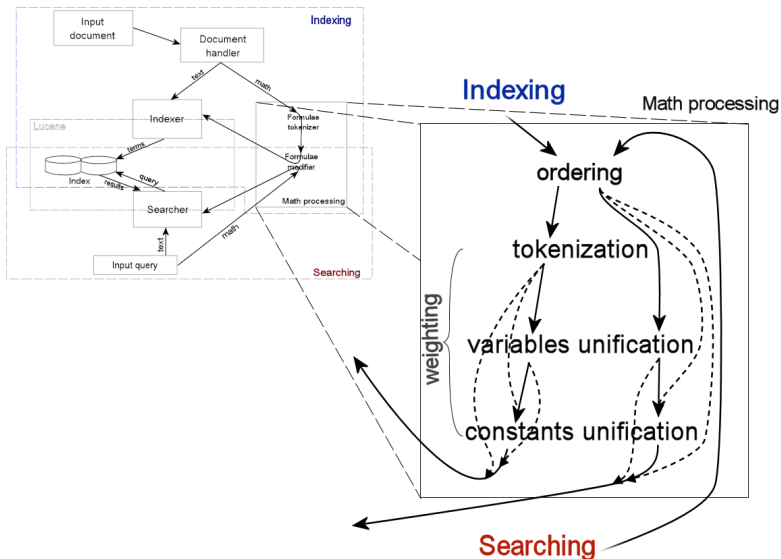 Input
document
Indexing
Document
handler
text
math
Indexing
Math processing
Lucene
Indexer
Formulae
tokenizer
terms
Formulae
modifier
ordering
Index
query
results
Searcher
Math processing
text
math
Input query
Searching
tokenization
weighting
variables unification
constants unification
Searching